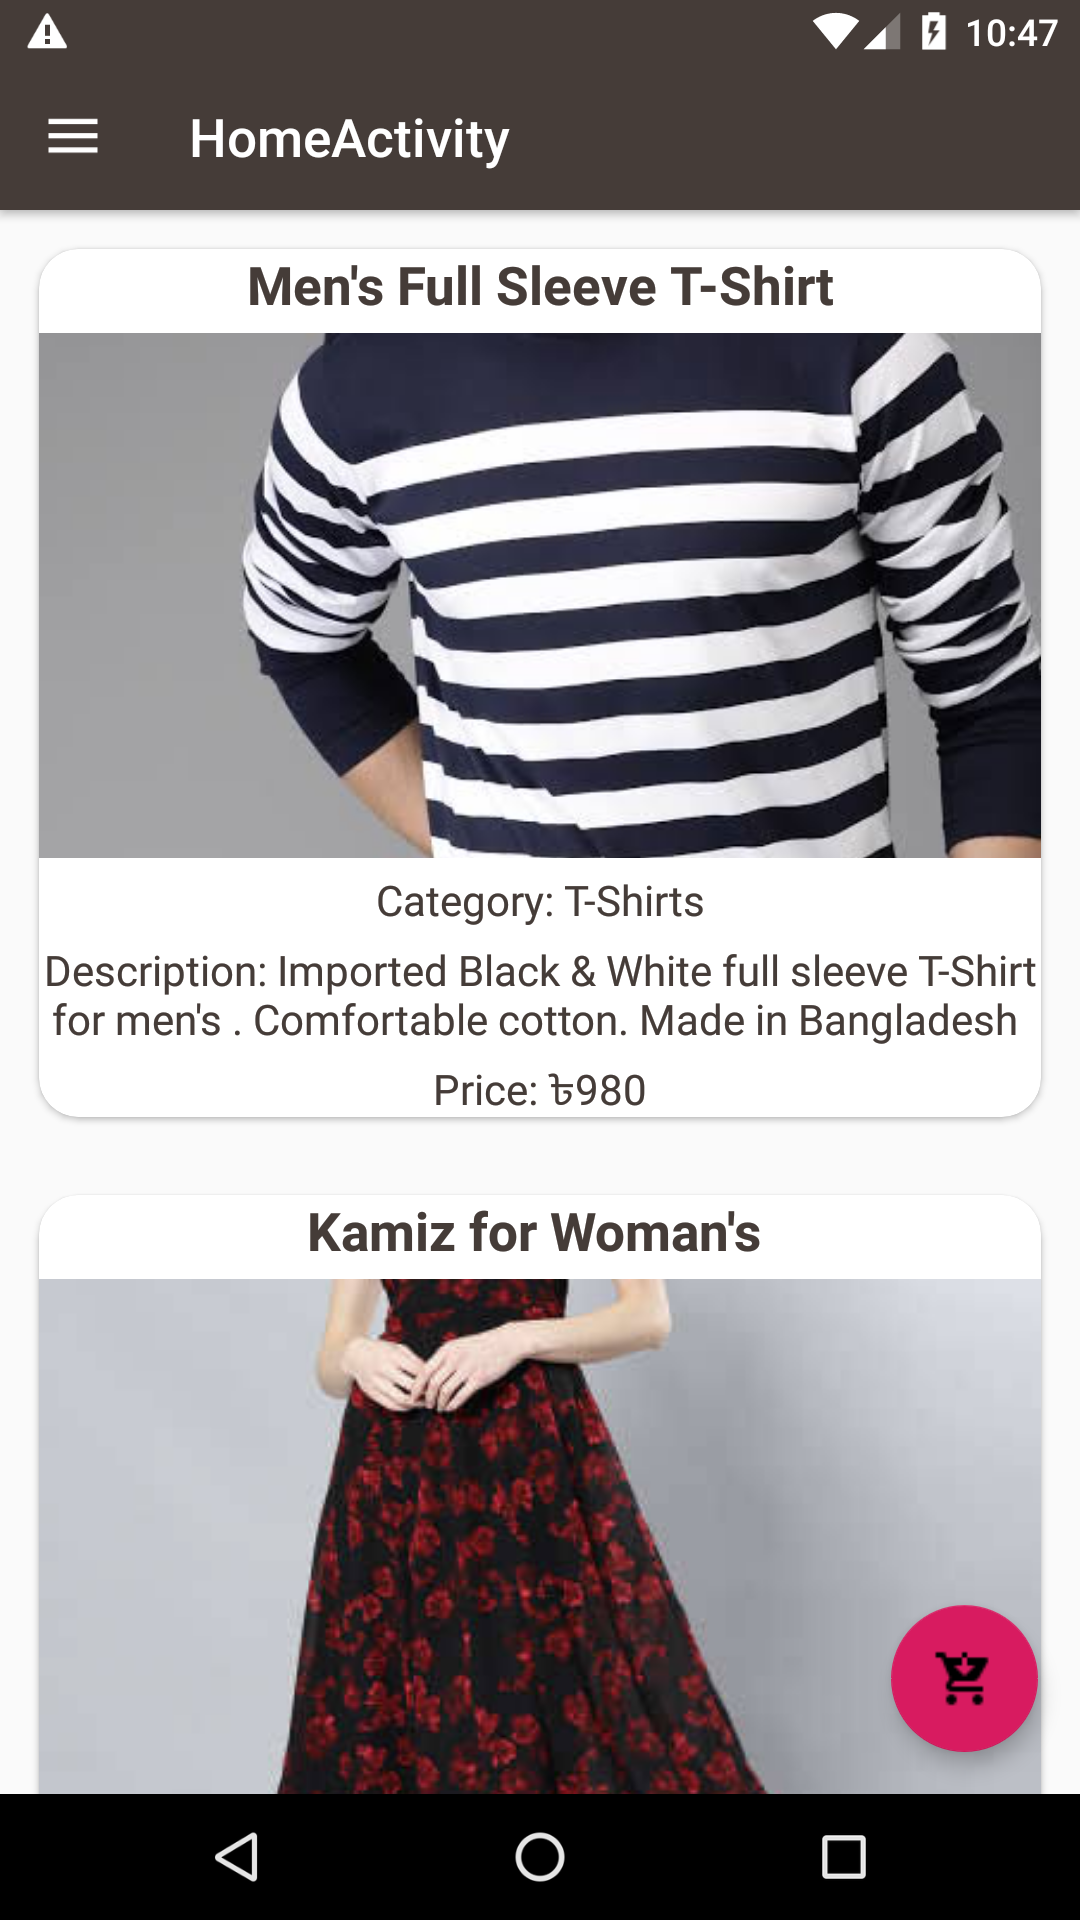 10:47
HomeActivity
Men's Full Sleeve T-Shirt
Category: T-Shirts
Description: Imported Black & White full sleeve T-Shirt
for men's . Comfortable cotton. Made in Bangladesh
Price: ৳980
Kamiz for Woman's